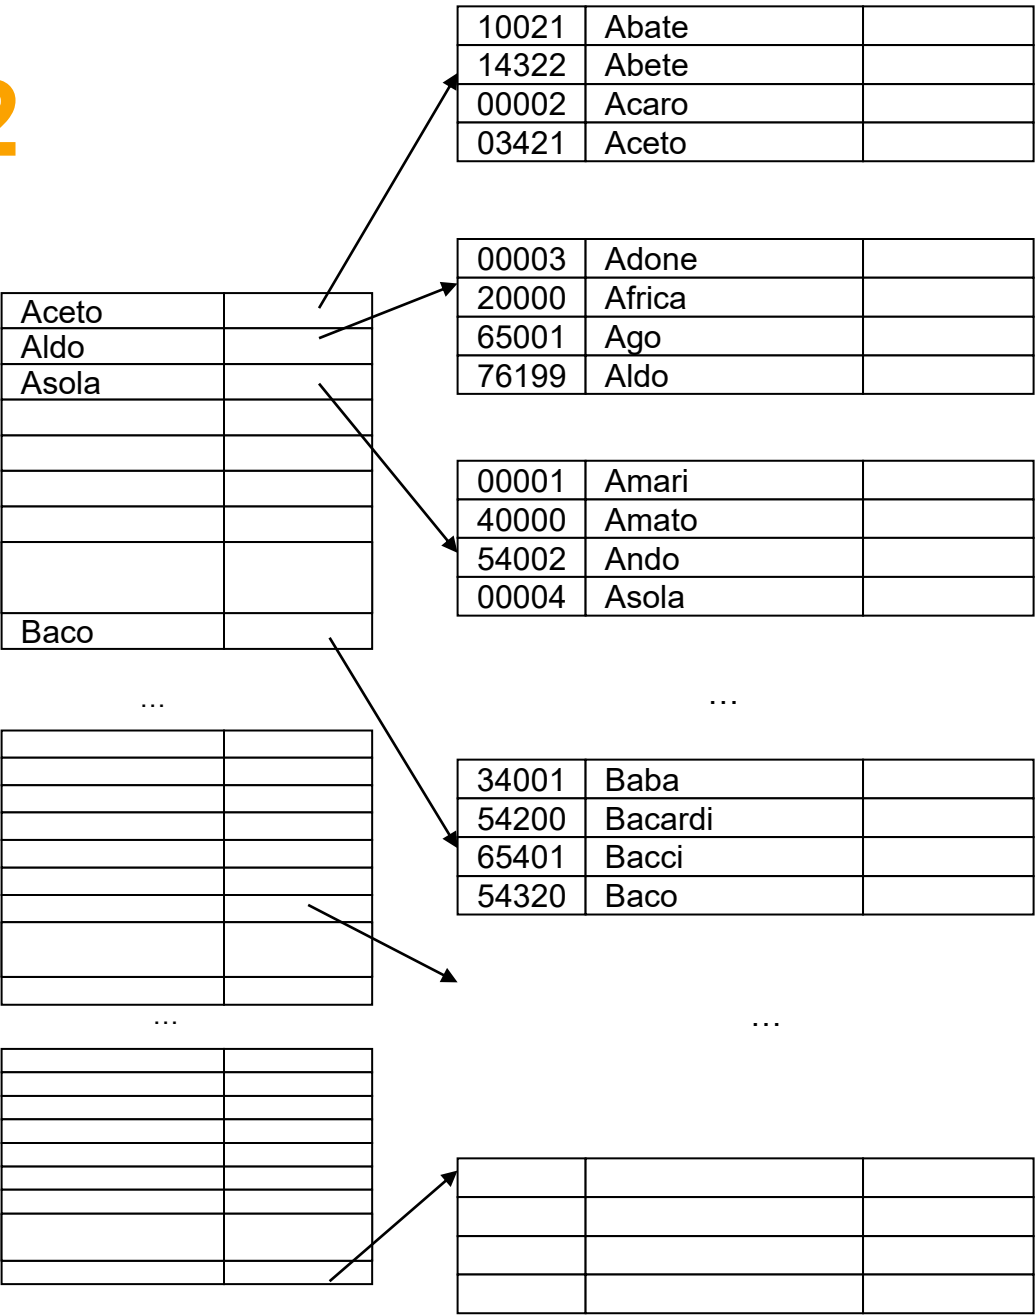 2
Aceto
Aldo
Asola
Baco
…
…
10021 Abate
14322 Abete
00002 Acaro
03421 Aceto
00003 Adone
20000 Africa
65001 Ago
76199 Aldo
00001 Amari
40000 Amato
54002 Ando
00004 Asola
…
34001 Baba
54200 Bacardi
65401 Bacci
54320 Baco
…